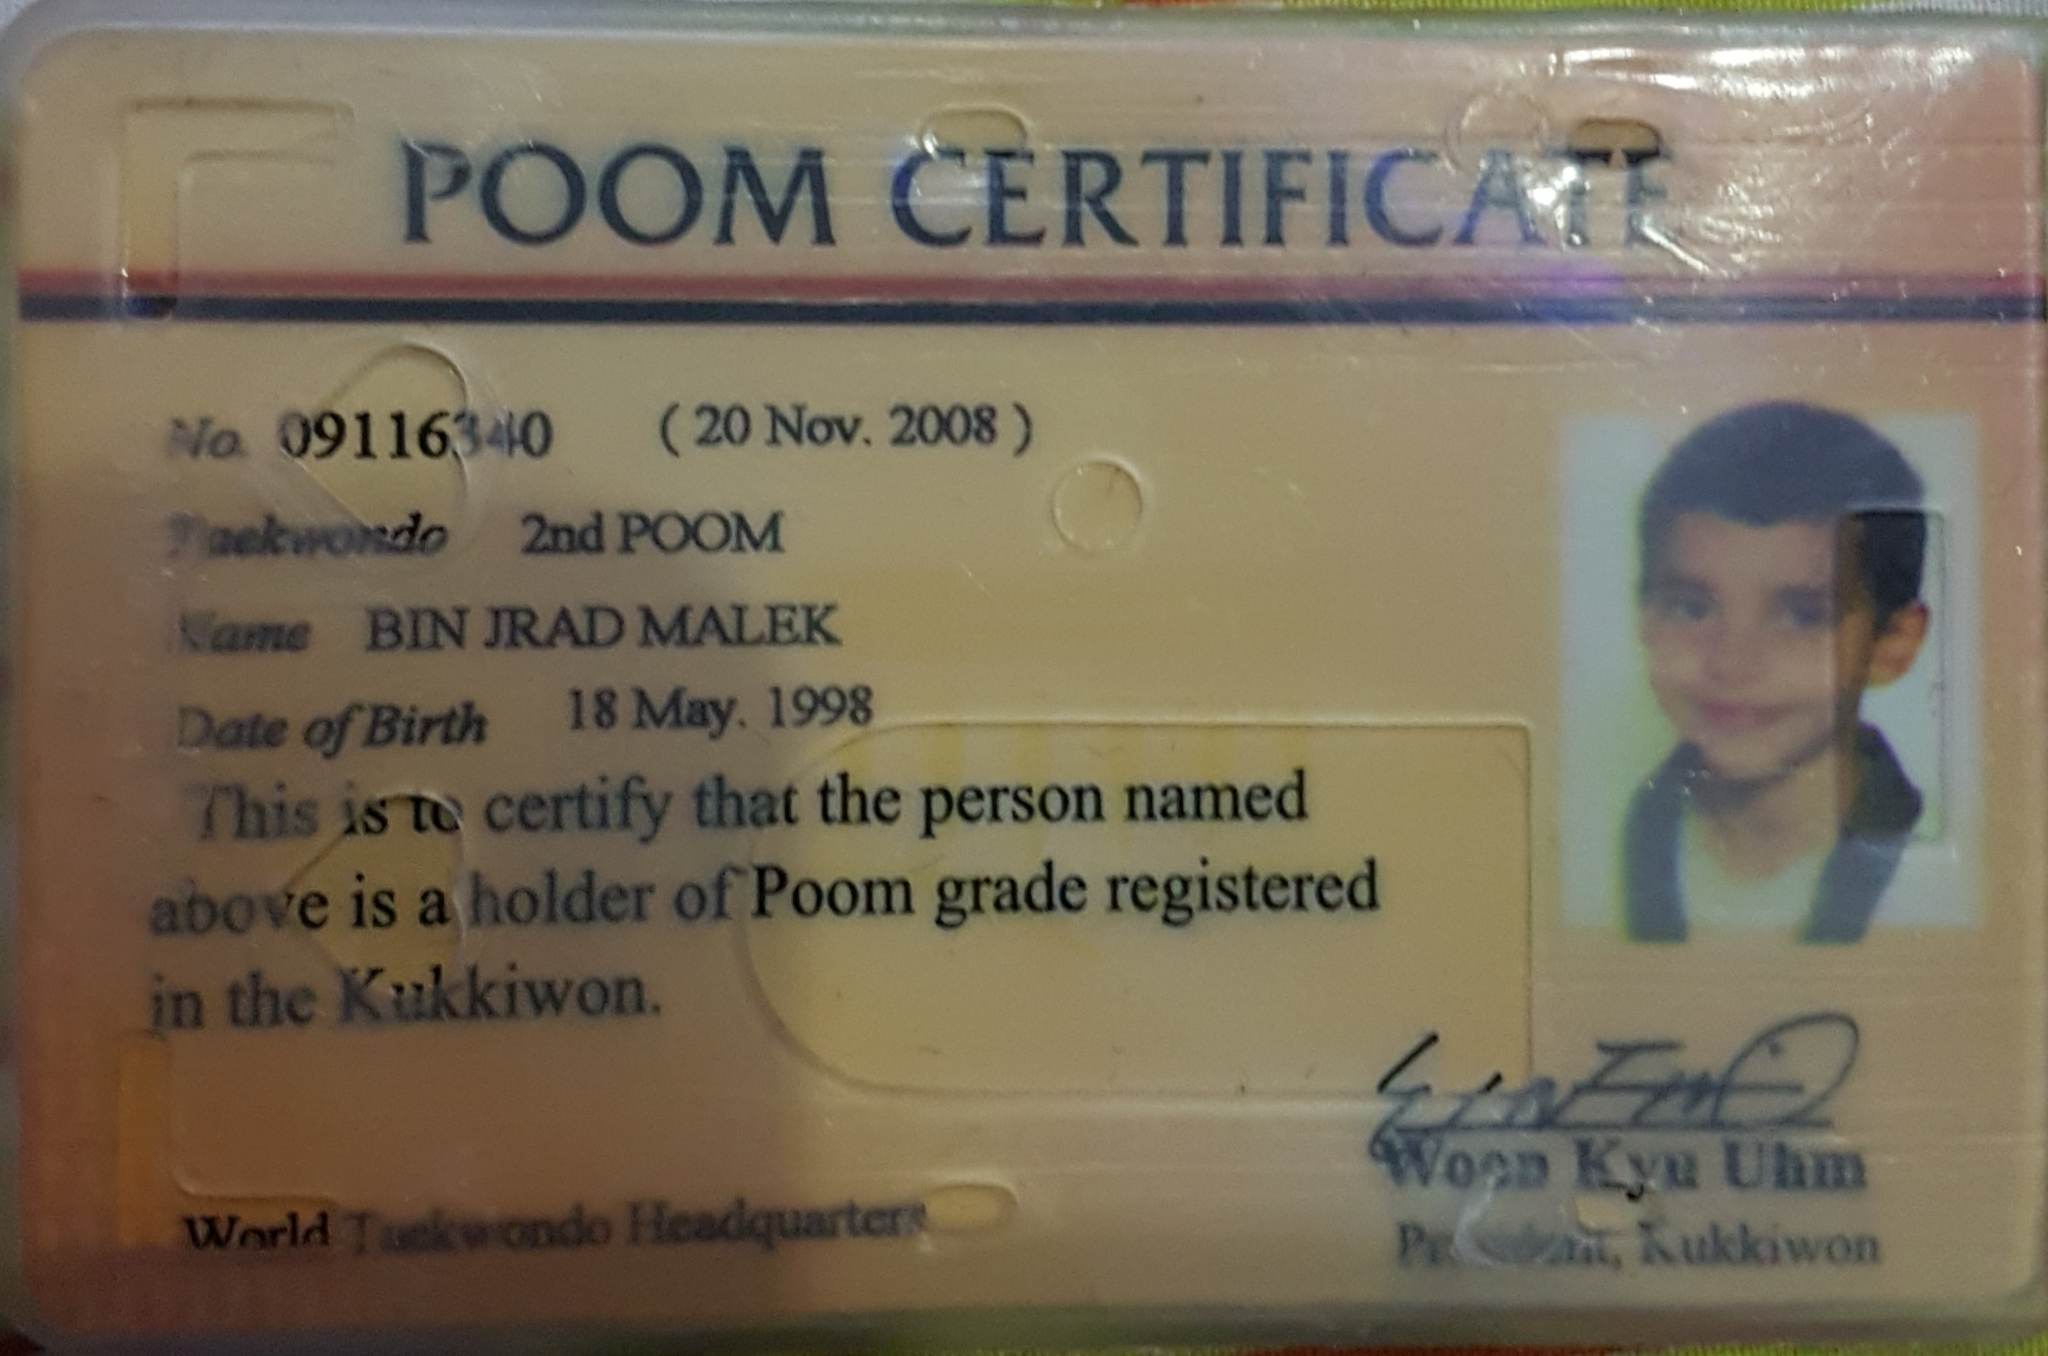 POOM CERTIFICATE
No. 09116340 ( 20 Nov. 2008 )
Taekwondo 2nd POOM
Name BIN JRAD MALEK
Date of Birth 18 May. 1998
This is to certify that the person named
above is a holder of Poom grade registered
in the Kukkiwon.
Woon Kyu Uhm
President, Kukkiwon
World Taekwondo Headquarters